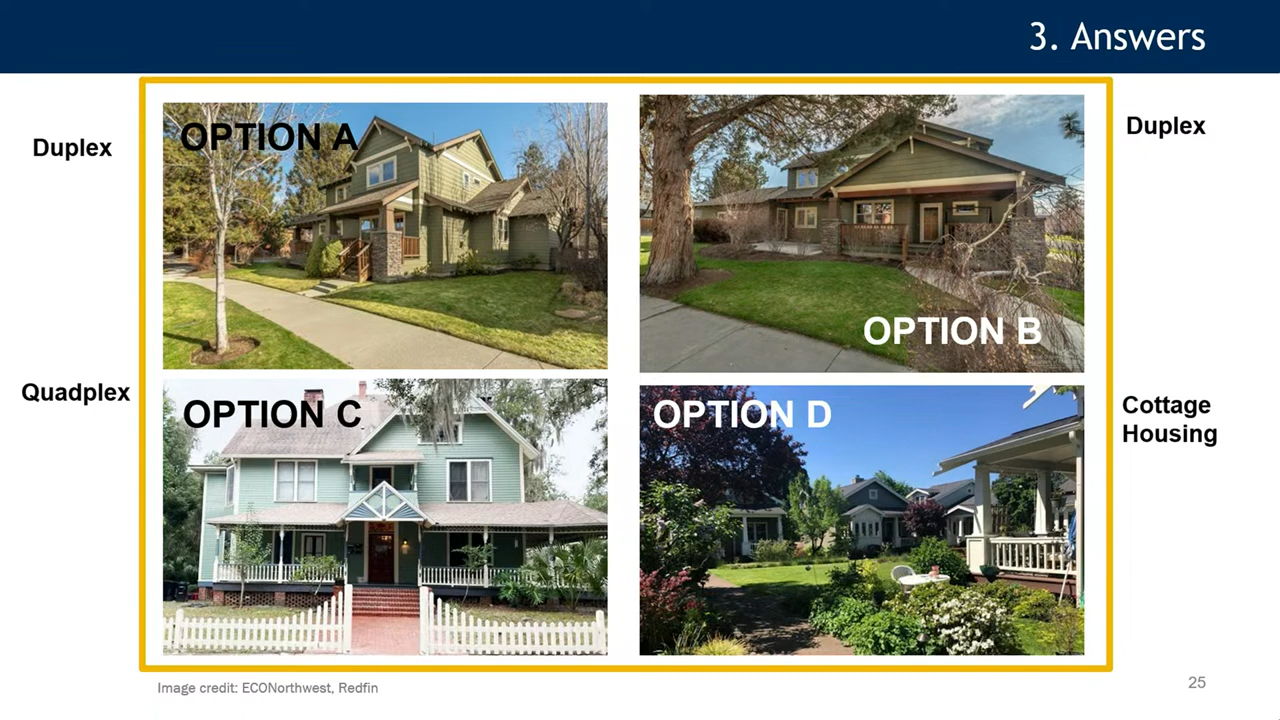 3. Answers
Duplex
OPTION A
Duplex
OPTION B
Quadplex
OPTION C
OPTION D
Cottage
Housing
Image credit: ECONorthwest, Redfin
25